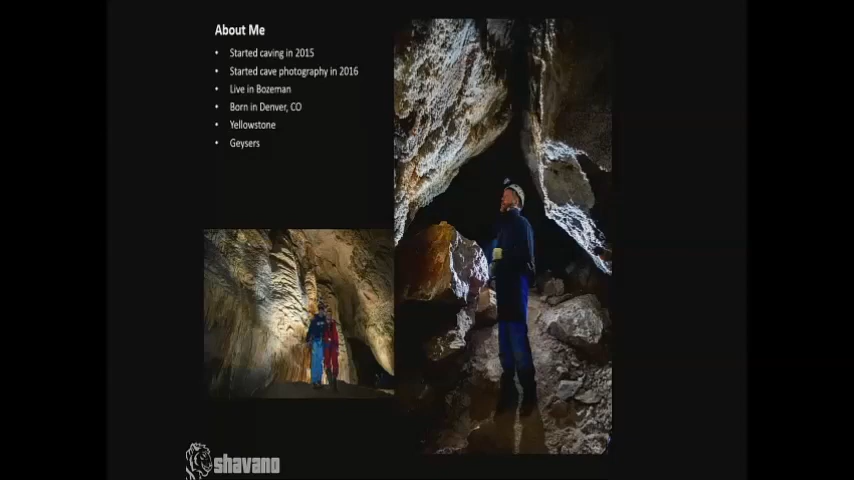 About Me
• Started caving in 2015
• Started cave photography in 2016
• Live in Bozeman
• Born in Denver, CO
• Yellowstone
• Geysers
shavano